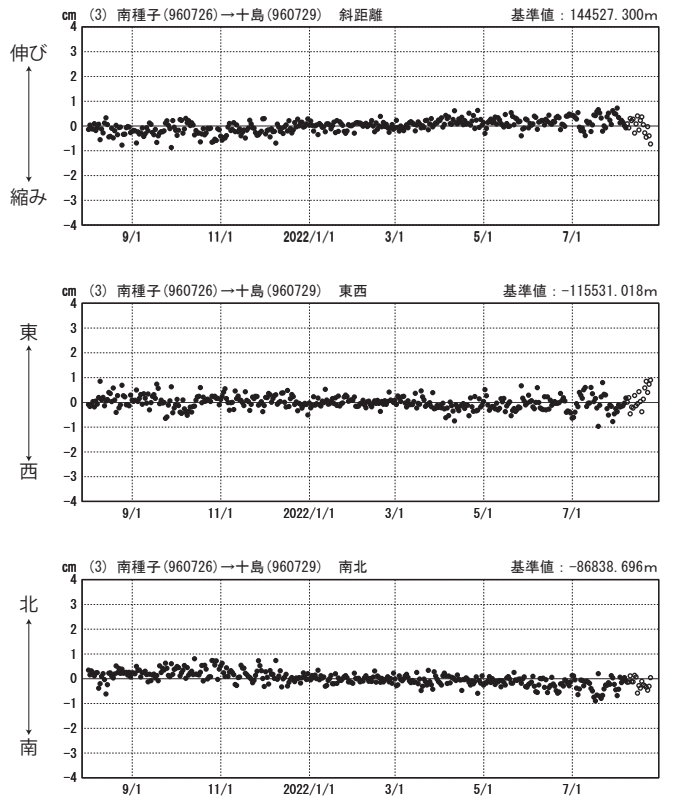 cm (3) 南種子(960726)→十島(960729) 斜距離 基準値：144527.300m
伸び
縮み
4
3
2
1
0
-1
-2
-3
-4
9/1 11/1 2022/1/1 3/1 5/1 7/1
cm (3) 南種子(960726)→十島(960729) 東西 基準値：-115531.018m
東
西
4
3
2
1
0
-1
-2
-3
-4
9/1 11/1 2022/1/1 3/1 5/1 7/1
cm (3) 南種子(960726)→十島(960729) 南北 基準値：-86838.696m
北
南
4
3
2
1
0
-1
-2
-3
-4
9/1 11/1 2022/1/1 3/1 5/1 7/1